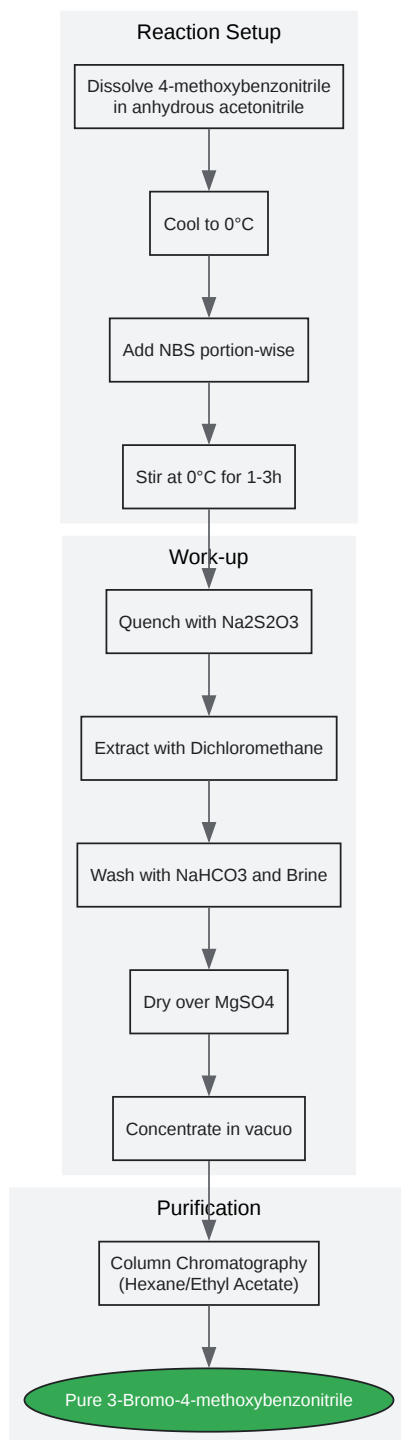 Reaction Setup
Dissolve 4-methoxybenzonitrile
in anhydrous acetonitrile
Cool to 0°C
Add NBS portion-wise
Stir at 0°C for 1-3h
Work-up
Quench with Na2S2O3
Extract with Dichloromethane
Wash with NaHCO3 and Brine
Dry over MgSO4
Concentrate in vacuo
Purification
Column Chromatography
(Hexane/Ethyl Acetate)
Pure 3-Bromo-4-methoxybenzonitrile